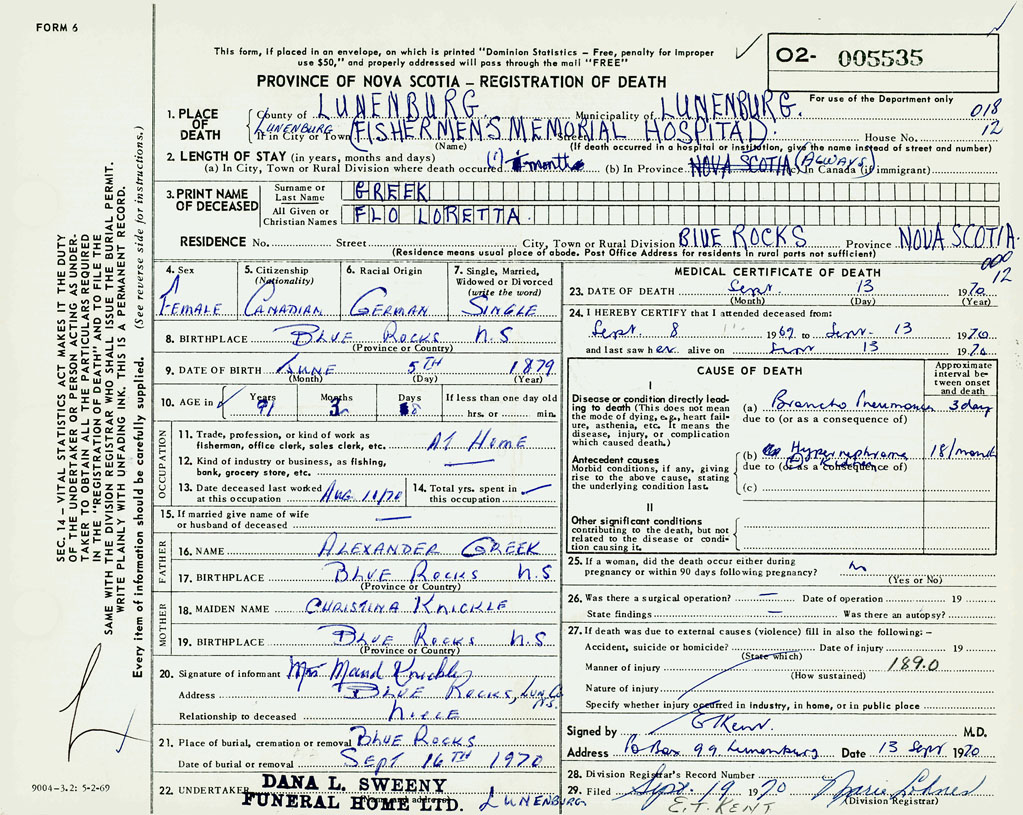 FORM 6
This form, if placed in an envelope, on which is printed "Dominion Statistics – Free, penalty for improper
use $50," and properly addressed will pass through the mail "FREE"
O2- 005535
PROVINCE OF NOVA SCOTIA – REGISTRATION OF DEATH
For use of the Department only
018
12
1. PLACE OF DEATH
County of LUNENBURG Municipality of LUNENBURG.
LUNENBURG (FISHERMEN'S MEMORIAL HOSPITAL).
If in City or Town Street House No.
(Name) (If death occurred in a hospital or institution, give the name instead of street and number)
2. LENGTH OF STAY (in years, months and days)
(a) In City, Town or Rural Division where death occurred month (b) In Province NOVA SCOTIA (ALWAYS) (c) In Canada (if immigrant)
3. PRINT NAME OF DECEASED
Surname or Last Name GREEK
All Given or Christian Names FLO LORETTA.
RESIDENCE No. Street City, Town or Rural Division BLUE ROCKS Province NOVA SCOTIA.
(Residence means usual place of abode. Post Office Address for residents in rural parts not sufficient)
000
12
4. Sex
FEMALE
5. Citizenship (Nationality)
CANADIAN
6. Racial Origin
GERMAN
7. Single, Married, Widowed or Divorced (write the word)
SINGLE
8. BIRTHPLACE BLUE ROCKS N.S
(Province or Country)
9. DATE OF BIRTH JUNE 5TH 1879
(Month) (Day) (Year)
10. AGE in Years Months Days If less than one day old
91 3 8 hrs. or min.
OCCUPATION
11. Trade, profession, or kind of work as
fisherman, office clerk, sales clerk, etc. AT HOME
12. Kind of industry or business, as fishing,
bank, grocery store, etc. —
13. Date deceased last worked
at this occupation AUG 11/70
14. Total yrs. spent in
this occupation
15. If married give name of wife
or husband of deceased —
FATHER
16. NAME ALEXANDER GREEK
17. BIRTHPLACE BLUE ROCKS N.S
(Province or Country)
MOTHER
18. MAIDEN NAME CHRISTINA KNICKLE
19. BIRTHPLACE BLUE ROCKS N.S
(Province or Country)
20. Signature of informant Mrs Maud Knickle
Address BLUE ROCKS, LUN Co N.S.
Relationship to deceased NIECE
21. Place of burial, cremation or removal BLUE ROCKS
Date of burial or removal SEPT 16TH 1970
22. UNDERTAKER DANA L. SWEENY
FUNERAL HOME LTD. LUNENBURG
(Name and address)
MEDICAL CERTIFICATE OF DEATH
23. DATE OF DEATH Sept. 13 1970
(Month) (Day) (Year)
24. I HEREBY CERTIFY that I attended deceased from:
Sept. 8 1969 to Sept. 13 1970
and last saw her alive on Sept 13 1970
CAUSE OF DEATH
Approximate interval between onset and death
I
Disease or condition directly leading to death (This does not
mean the mode of dying, e.g., heart failure, asthenia, etc. It means the
disease, injury, or complication
which caused death.)
(a) Broncho Pneumonia 3 day
due to (or as a consequence of)
Antecedent causes
Morbid conditions, if any, giving
rise to the above cause, stating
the underlying condition last.
(b) Hypernephroma 18/month
due to (or as a consequence of)
(c)
II
Other significant conditions
contributing to the death, but not
related to the disease or condition causing it.
25. If a woman, did the death occur either during
pregnancy or within 90 days following pregnancy? No
(Yes or No)
26. Was there a surgical operation? — Date of operation 19
State findings — Was there an autopsy?
27. If death was due to external causes (violence) fill in also the following: –
Accident, suicide or homicide? Date of injury 19
(State which)
Manner of injury 189.0
(How sustained)
Nature of injury
Specify whether injury occurred in industry, in home, or in public place
Signed by E Kent M.D.
Address PO Box 99 Lunenburg Date 13 Sept 1970
28. Division Registrar's Record Number
29. Filed Sept. 19 1970 Marie Lohnes
E. T. KENT (Division Registrar)
SEC. 14 – VITAL STATISTICS ACT MAKES IT THE DUTY
OF THE UNDERTAKER OR PERSON ACTING AS UNDERTAKER
TO OBTAIN ALL THE PARTICULARS REQUIRED
IN THE "REGISTRATION OF DEATH" AND TO FILE THE
SAME WITH THE DIVISION REGISTRAR WHO SHALL ISSUE THE BURIAL PERMIT.
WRITE PLAINLY WITH UNFADING INK. THIS IS A PERMANENT RECORD.
Every item of information should be carefully supplied. (See reverse side for instructions.)
9004-3.2: 5-2-69